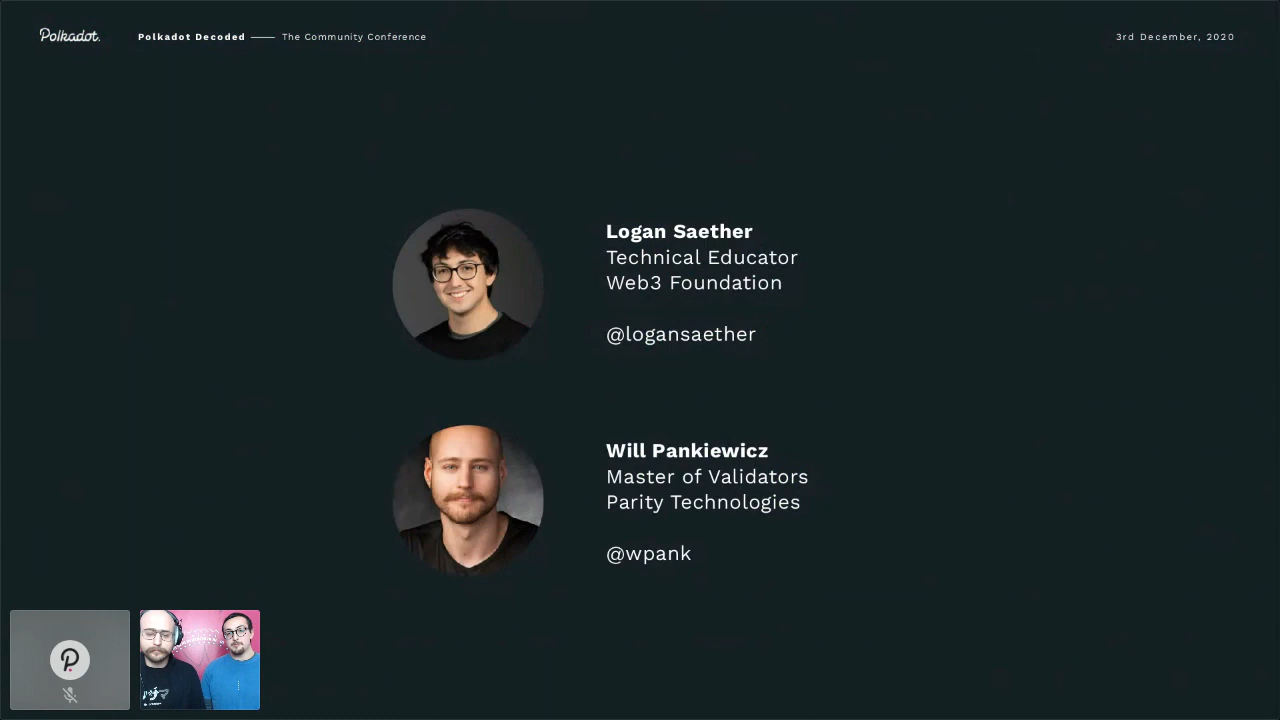 Polkadot.
Polkadot Decoded —— The Community Conference
3rd December, 2020
Logan Saether
Technical Educator
Web3 Foundation
@logansaether
Will Pankiewicz
Master of Validators
Parity Technologies
@wpank